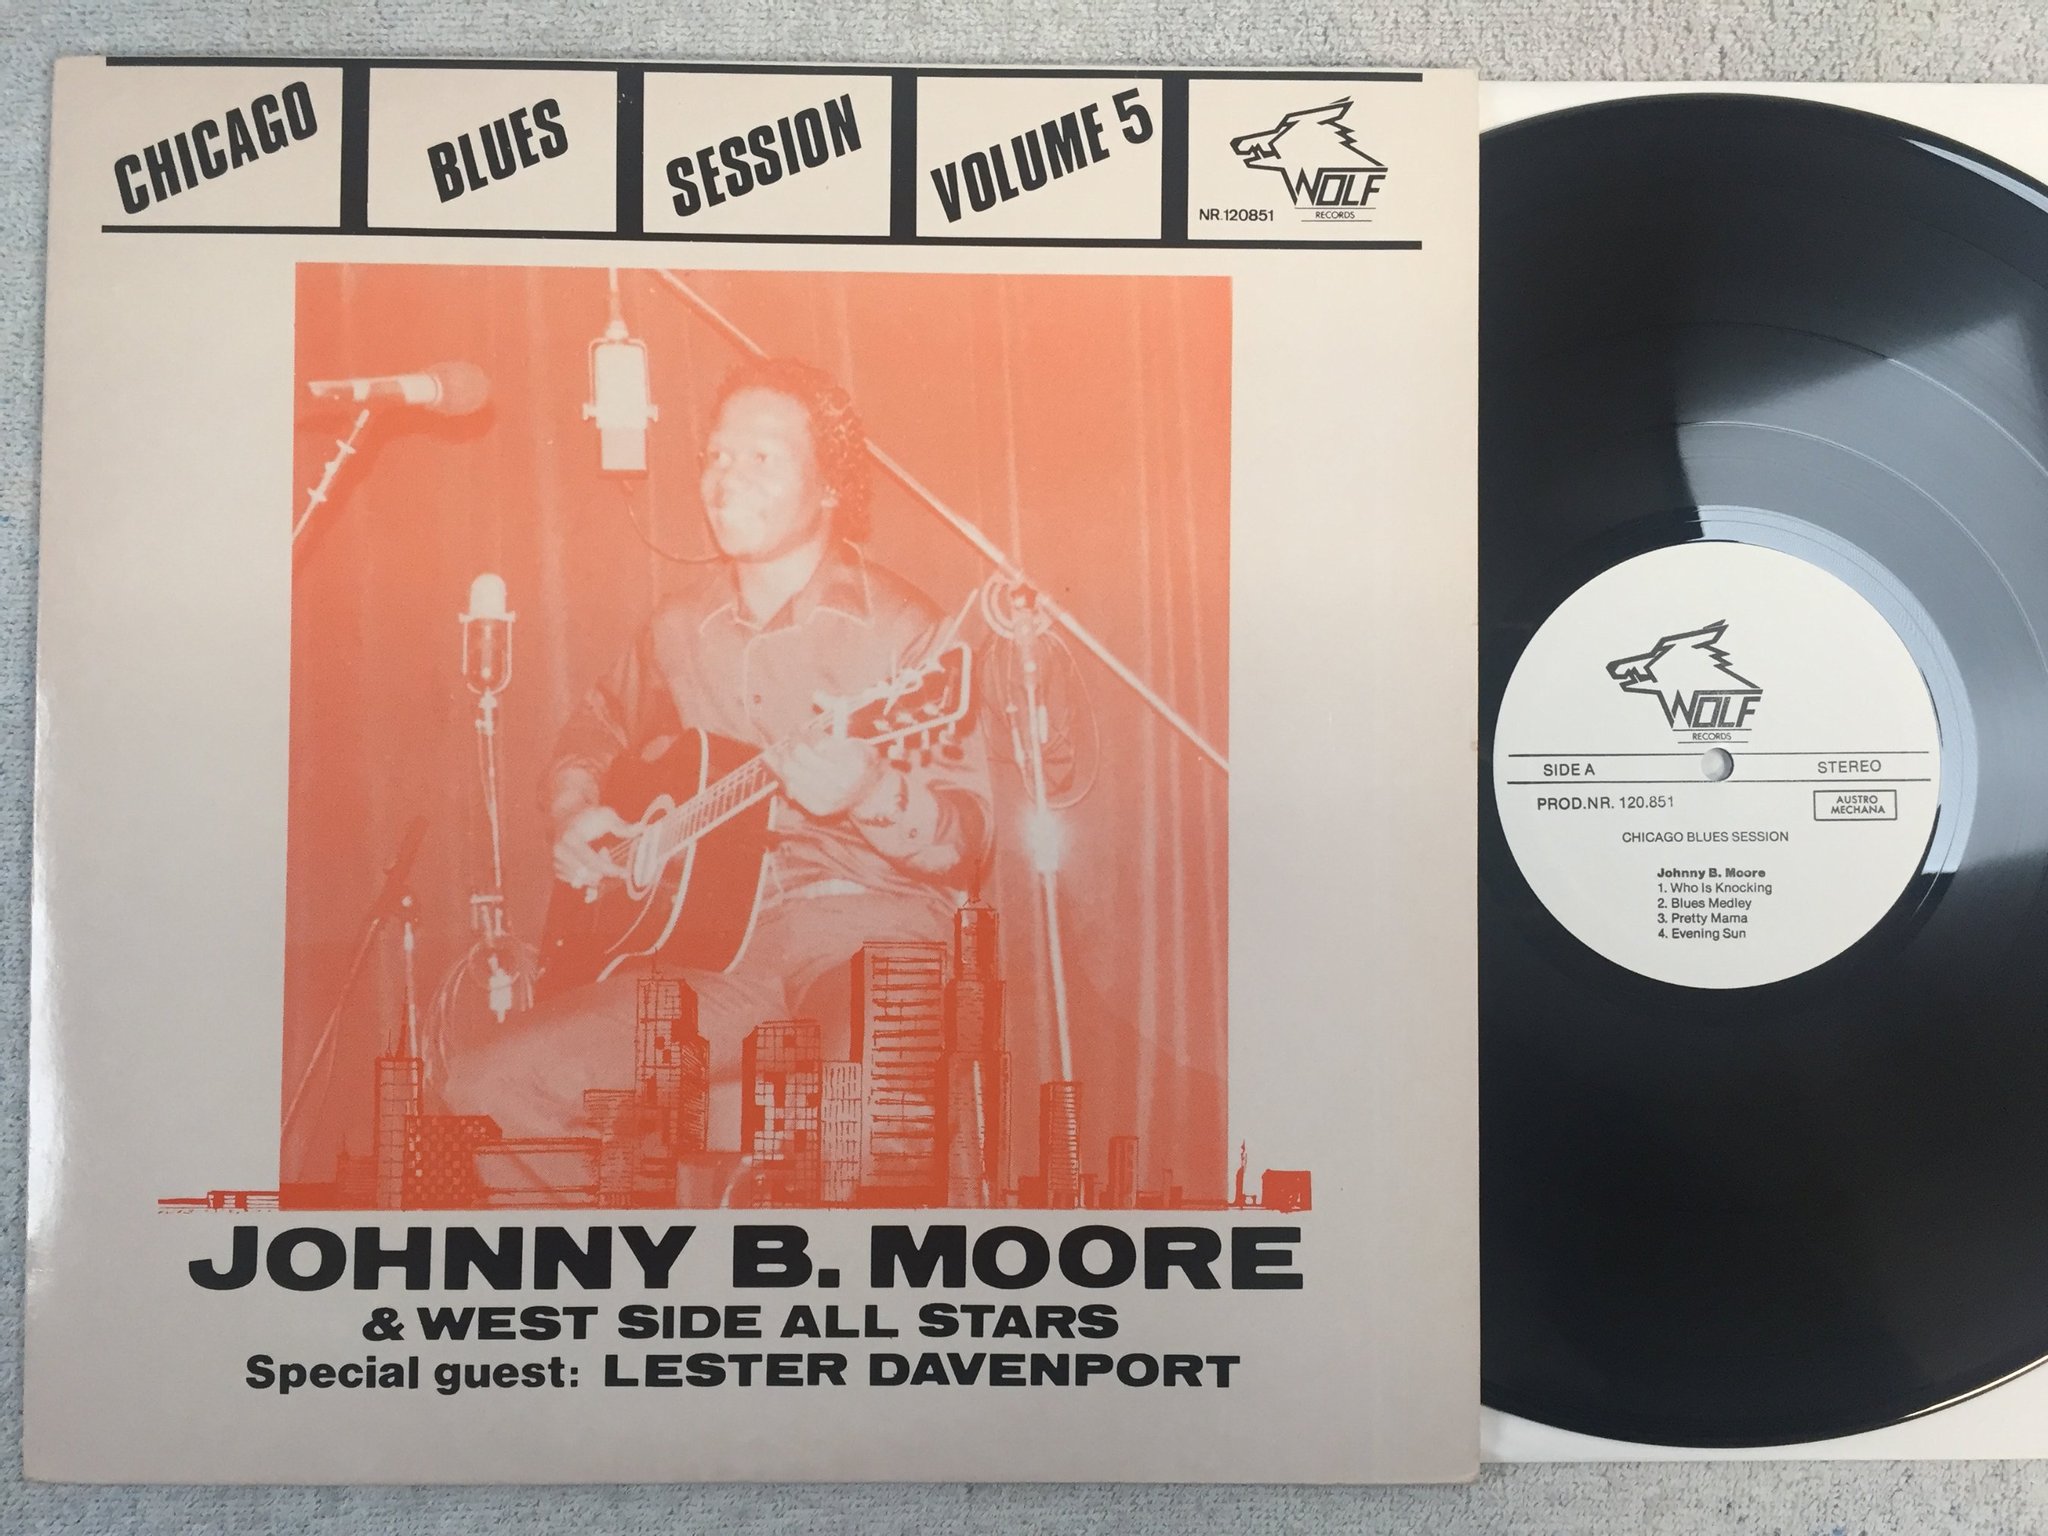 CHICAGO BLUES SESSION VOLUME 5
WOLF
RECORDS
NR.120851
JOHNNY B. MOORE
& WEST SIDE ALL STARS
Special guest: LESTER DAVENPORT
WOLF
RECORDS
SIDE A STEREO
PROD.NR. 120.851
AUSTRO
MECHANA
CHICAGO BLUES SESSION
Johnny B. Moore
1. Who Is Knocking
2. Blues Medley
3. Pretty Mama
4. Evening Sun